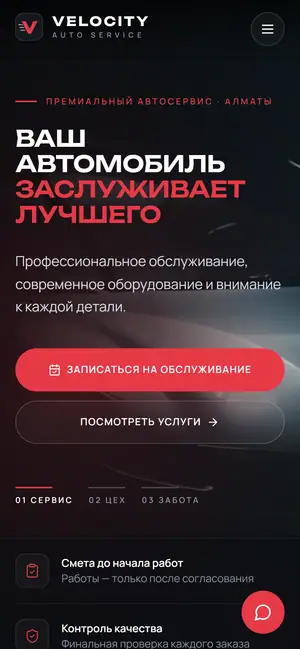 VELOCITY
AUTO SERVICE
ПРЕМИАЛЬНЫЙ АВТОСЕРВИС · АЛМАТЫ
ВАШ
АВТОМОБИЛЬ
ЗАСЛУЖИВАЕТ
ЛУЧШЕГО
Профессиональное обслуживание,
современное оборудование и внимание
к каждой детали.
ЗАПИСАТЬСЯ НА ОБСЛУЖИВАНИЕ
ПОСМОТРЕТЬ УСЛУГИ →
01 СЕРВИС 02 ЦЕХ 03 ЗАБОТА
Смета до начала работ
Работы — только после согласования
Контроль качества
Финальная проверка каждого заказа